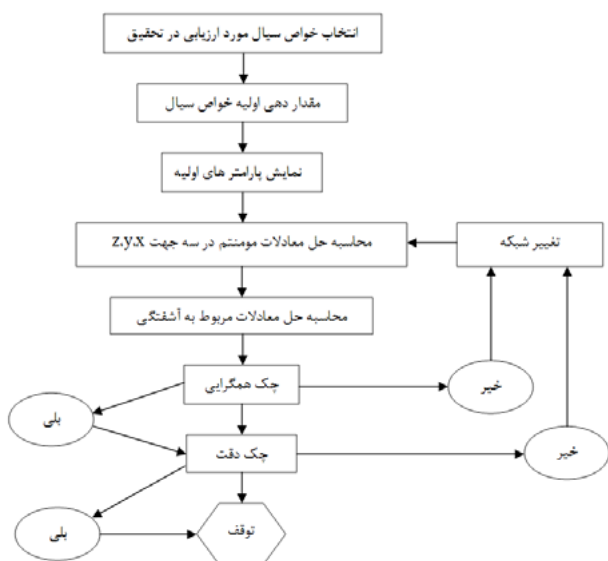 انتخاب خواص سیال مورد ارزیابی در تحقیق
مقدار دهی اولیه خواص سیال
نمایش پارامتر های اولیه
محاسبه حل معادلات مومنتم در سه جهت z.y.x
تغییر شبکه
محاسبه حل معادلات مربوط به آشفتگی
چک همگرایی
خیر
بلی
چک دقت
خیر
بلی
توقف